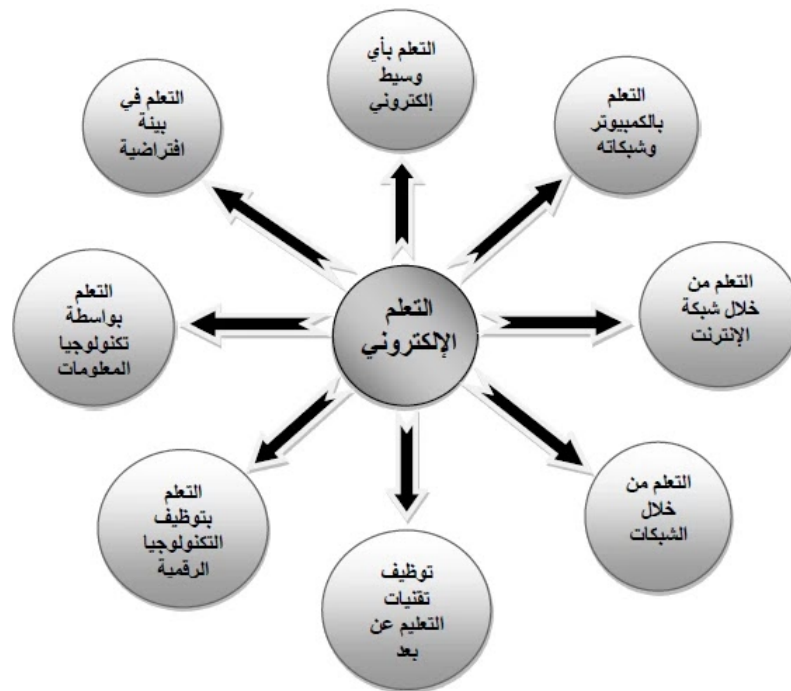 التعلم بأي
وسيط
إلكتروني
التعلم
بالكمبيوتر
وشبكاته
التعلم من
خلال شبكة
الإنترنت
التعلم من
خلال
الشبكات
توظيف
تقنيات
التعليم عن
بعد
التعلم
بتوظيف
التكنولوجيا
الرقمية
التعلم
بواسطة
تكنولوجيا
المعلومات
التعلم في
بيئة
افتراضية
التعلم
الإلكتروني